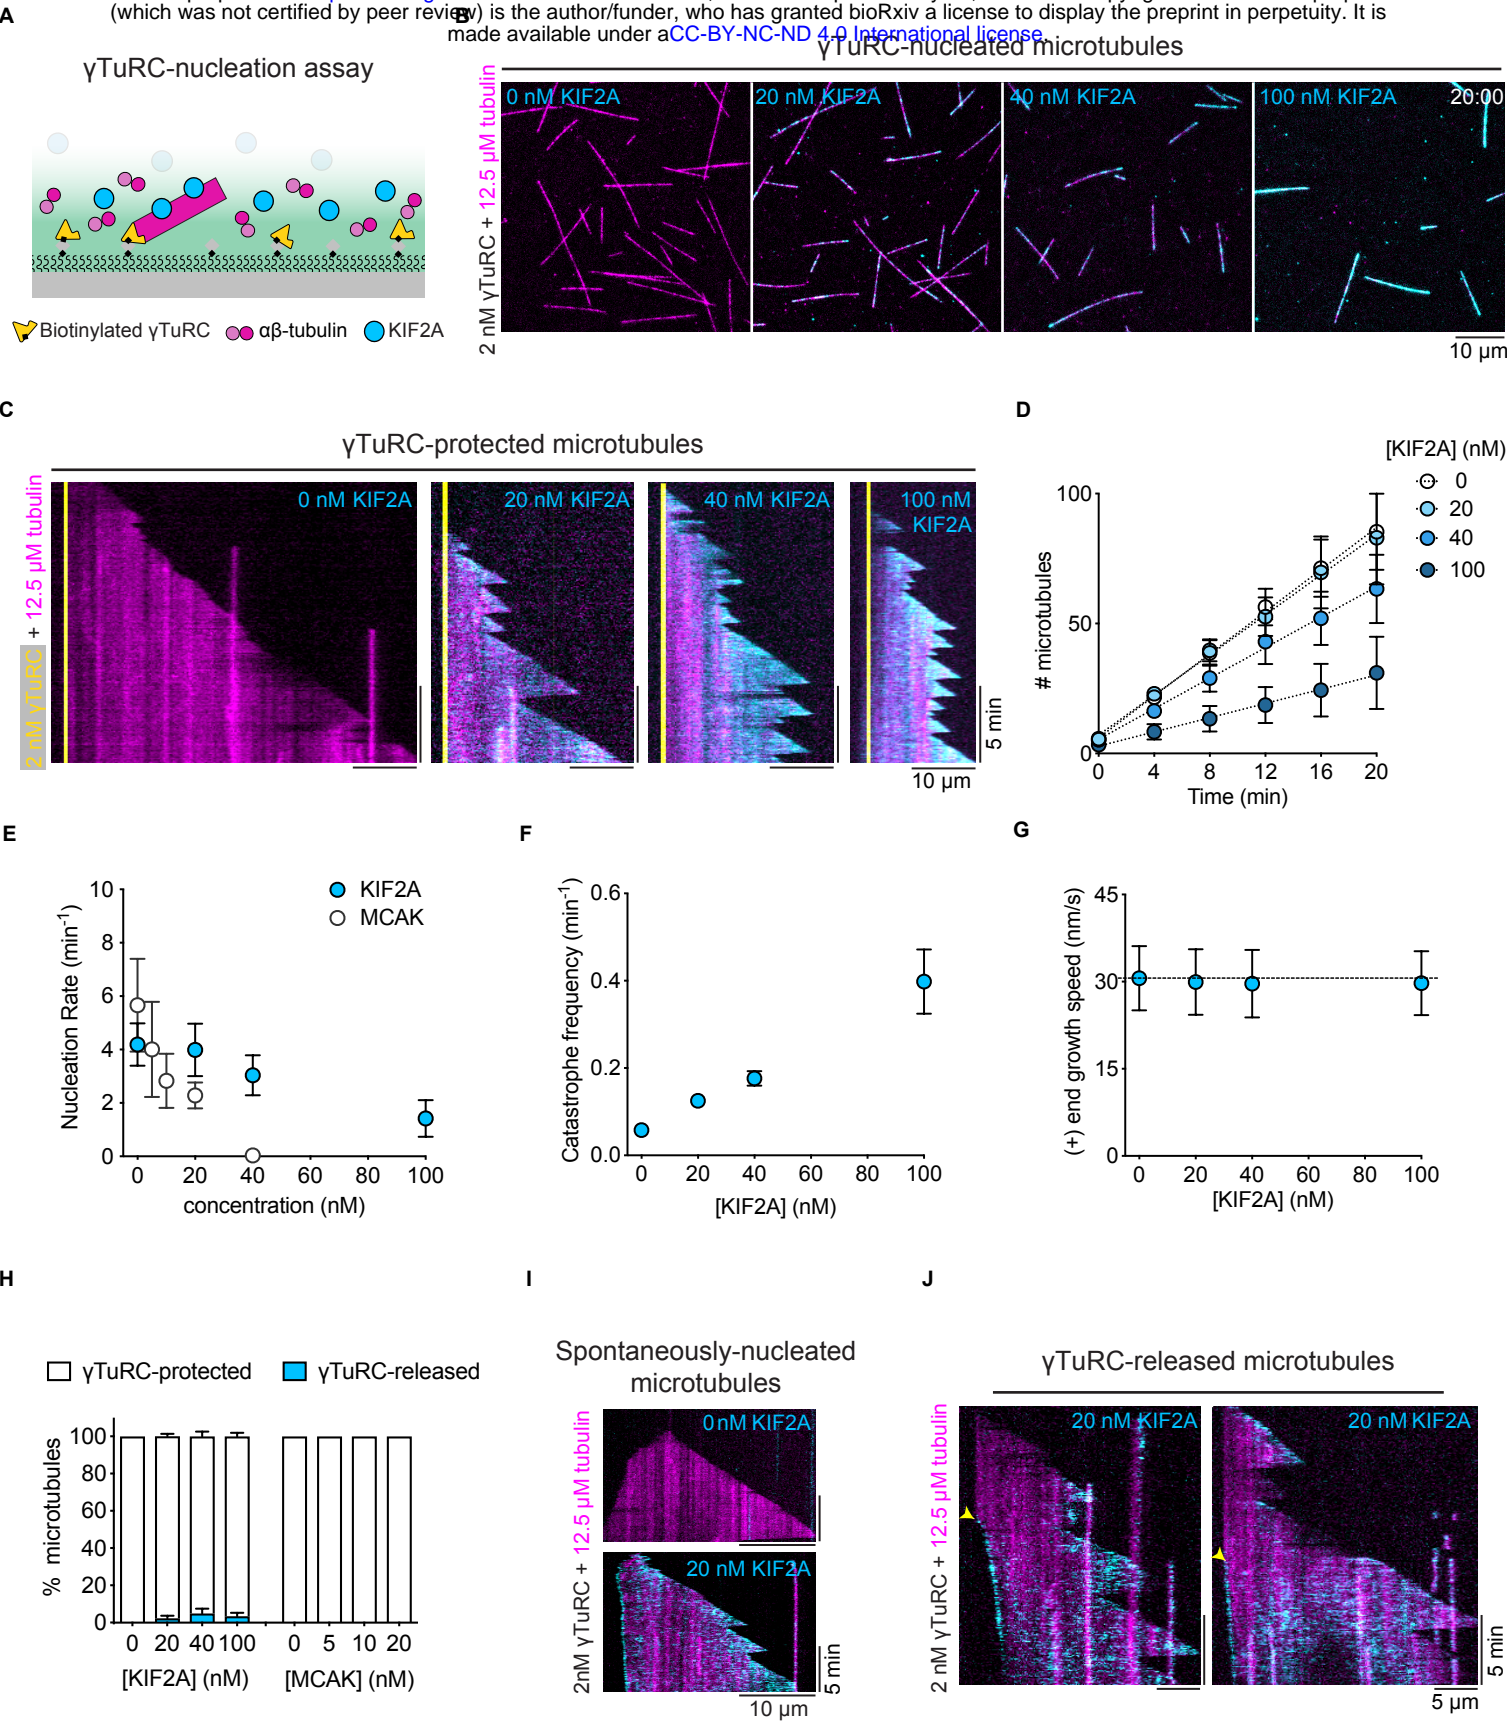 (which was not certified by peer review) is the author/funder, who has granted bioRxiv a license to display the preprint in perpetuity. It is
made available under aCC-BY-NC-ND 4.0 International license.
A
γTuRC-nucleation assay
Biotinylated γTuRC
αβ-tubulin
KIF2A
B
γTuRC-nucleated microtubules
2 nM γTuRC + 12.5 µM tubulin
0 nM KIF2A
20 nM KIF2A
40 nM KIF2A
100 nM KIF2A
20:00
10 µm
C
γTuRC-protected microtubules
2 nM γTuRC + 12.5 µM tubulin
0 nM KIF2A
20 nM KIF2A
40 nM KIF2A
100 nM
KIF2A
5 min
10 µm
D
[KIF2A] (nM)
0
20
40
100
# microtubules
100
50
0
0 4 8 12 16 20
Time (min)
E
KIF2A
MCAK
Nucleation Rate (min-1)
10
8
6
4
2
0
0 20 40 60 80 100
concentration (nM)
F
Catastrophe frequency (min-1)
0.6
0.4
0.2
0.0
0 20 40 60 80 100
[KIF2A] (nM)
G
(+) end growth speed (nm/s)
45
30
15
0
0 20 40 60 80 100
[KIF2A] (nM)
H
γTuRC-protected
γTuRC-released
% microtubules
100
80
60
40
20
0
0 20 40 100
0 5 10 20
[KIF2A] (nM)
[MCAK] (nM)
I
Spontaneously-nucleated
microtubules
2nM γTuRC + 12.5 µM tubulin
0 nM KIF2A
20 nM KIF2A
5 min
10 µm
J
γTuRC-released microtubules
2 nM γTuRC + 12.5 µM tubulin
20 nM KIF2A
20 nM KIF2A
5 min
5 µm